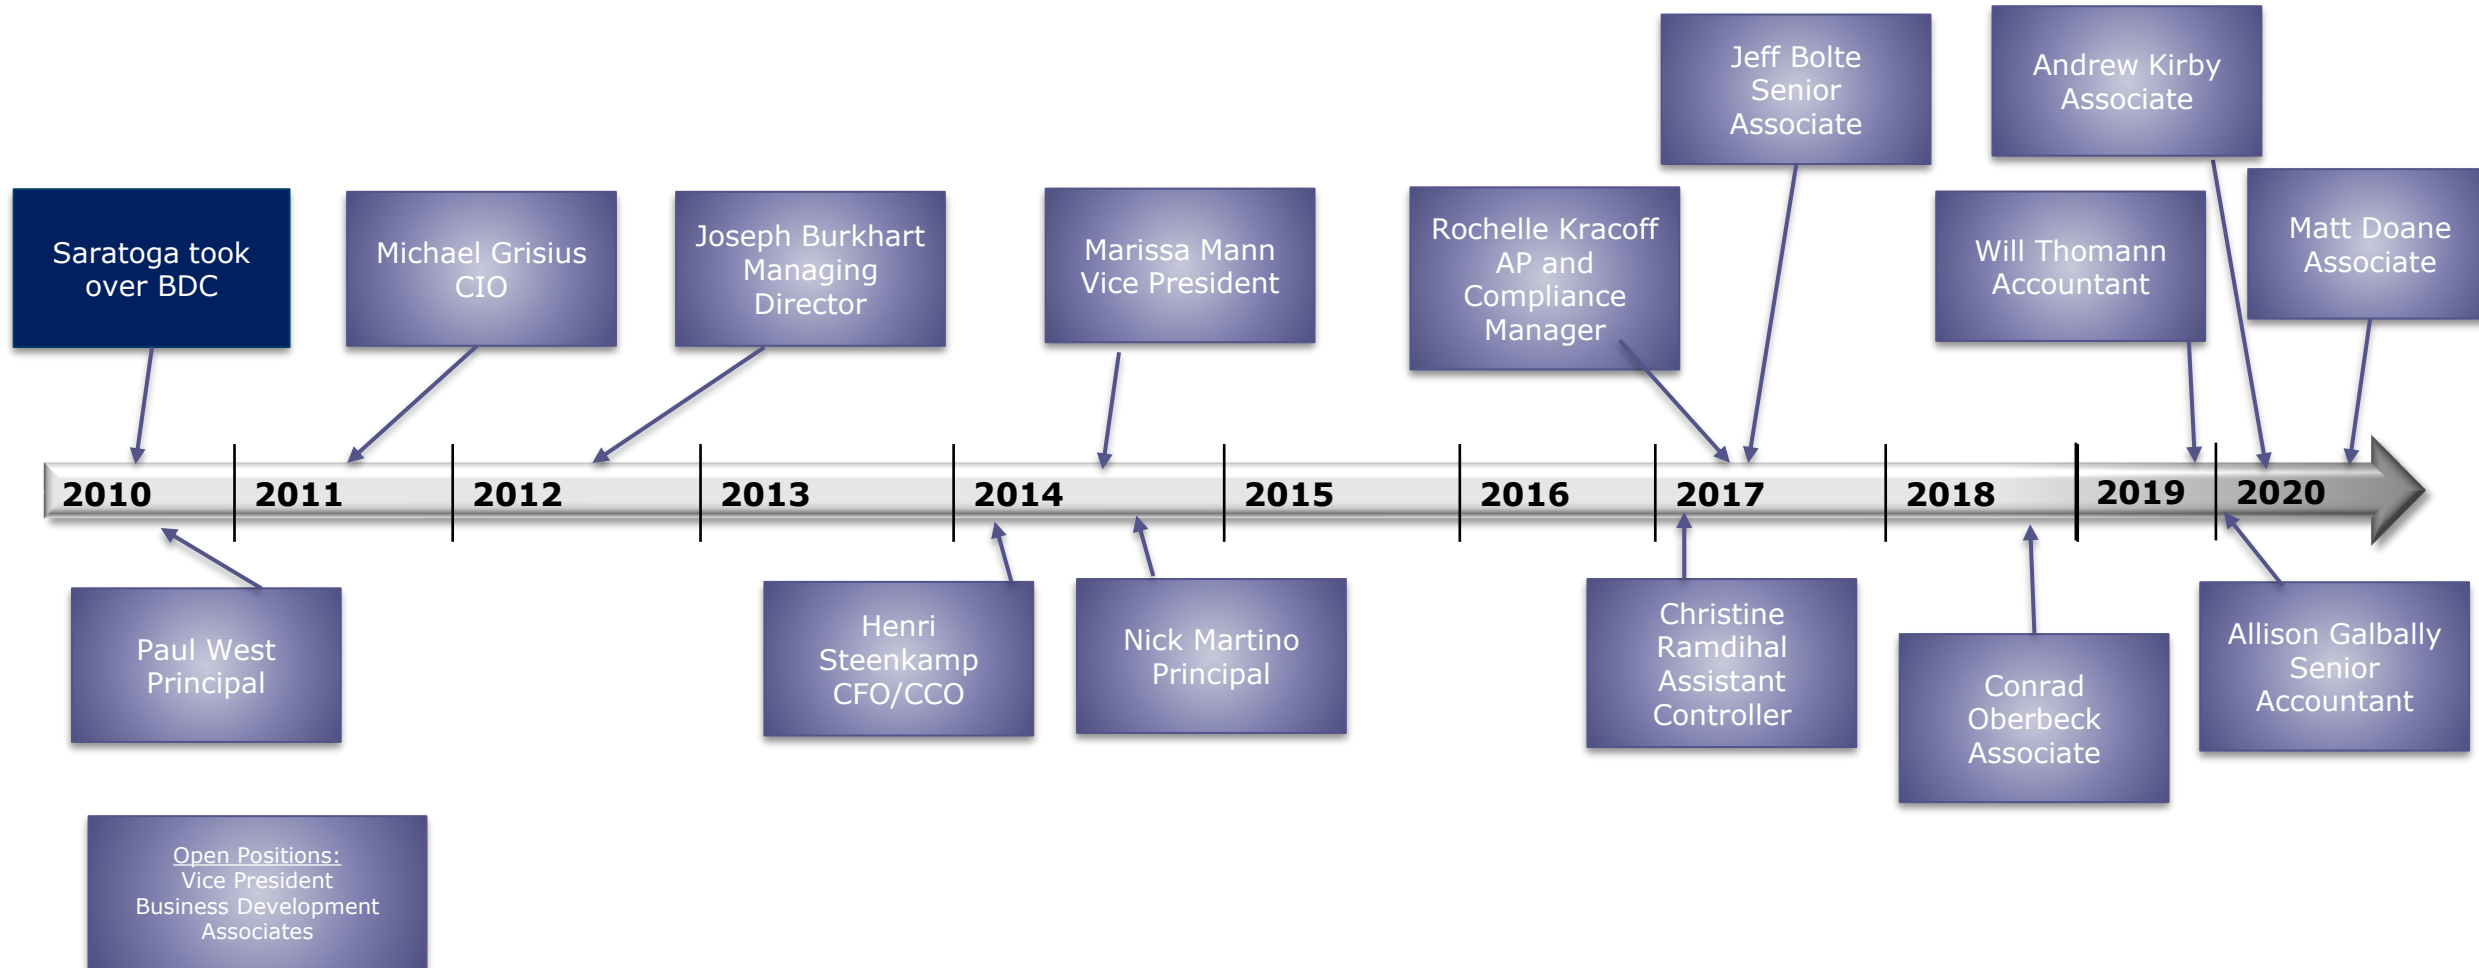 Jeff Bolte
Senior
Associate
Andrew Kirby
Associate
Saratoga took
over BDC
Michael Grisius
CIO
Joseph Burkhart
Managing
Director
Marissa Mann
Vice President
Rochelle Kracoff
AP and
Compliance
Manager
Will Thomann
Accountant
Matt Doane
Associate
2010
2011
2012
2013
2014
2015
2016
2017
2018
2019
2020
Paul West
Principal
Henri
Steenkamp
CFO/CCO
Nick Martino
Principal
Christine
Ramdihal
Assistant
Controller
Conrad
Oberbeck
Associate
Allison Galbally
Senior
Accountant
Open Positions:
Vice President
Business Development
Associates